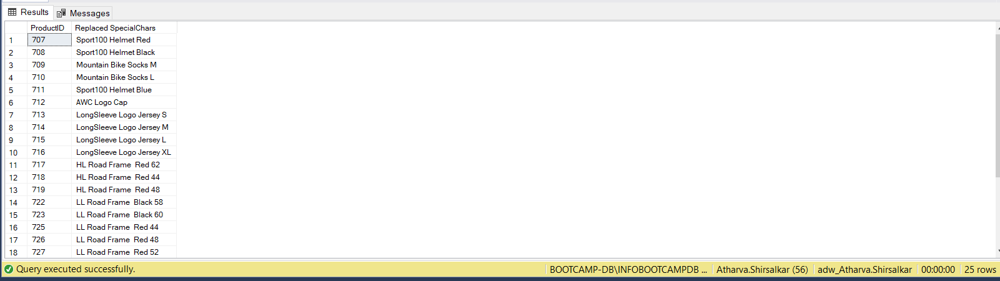 Results Messages
ProductID Replaced SpecialChars
1 707 Sport100 Helmet Red
2 708 Sport100 Helmet Black
3 709 Mountain Bike Socks M
4 710 Mountain Bike Socks L
5 711 Sport100 Helmet Blue
6 712 AWC Logo Cap
7 713 LongSleeve Logo Jersey S
8 714 LongSleeve Logo Jersey M
9 715 LongSleeve Logo Jersey L
10 716 LongSleeve Logo Jersey XL
11 717 HL Road Frame  Red 62
12 718 HL Road Frame  Red 44
13 719 HL Road Frame  Red 48
14 722 LL Road Frame  Black 58
15 723 LL Road Frame  Black 60
16 725 LL Road Frame  Red 44
17 726 LL Road Frame  Red 48
18 727 LL Road Frame  Red 52
Query executed successfully. BOOTCAMP-DB\INFOBOOTCAMPDB ... Atharva.Shirsalkar (56) adw_Atharva.Shirsalkar 00:00:00 25 rows